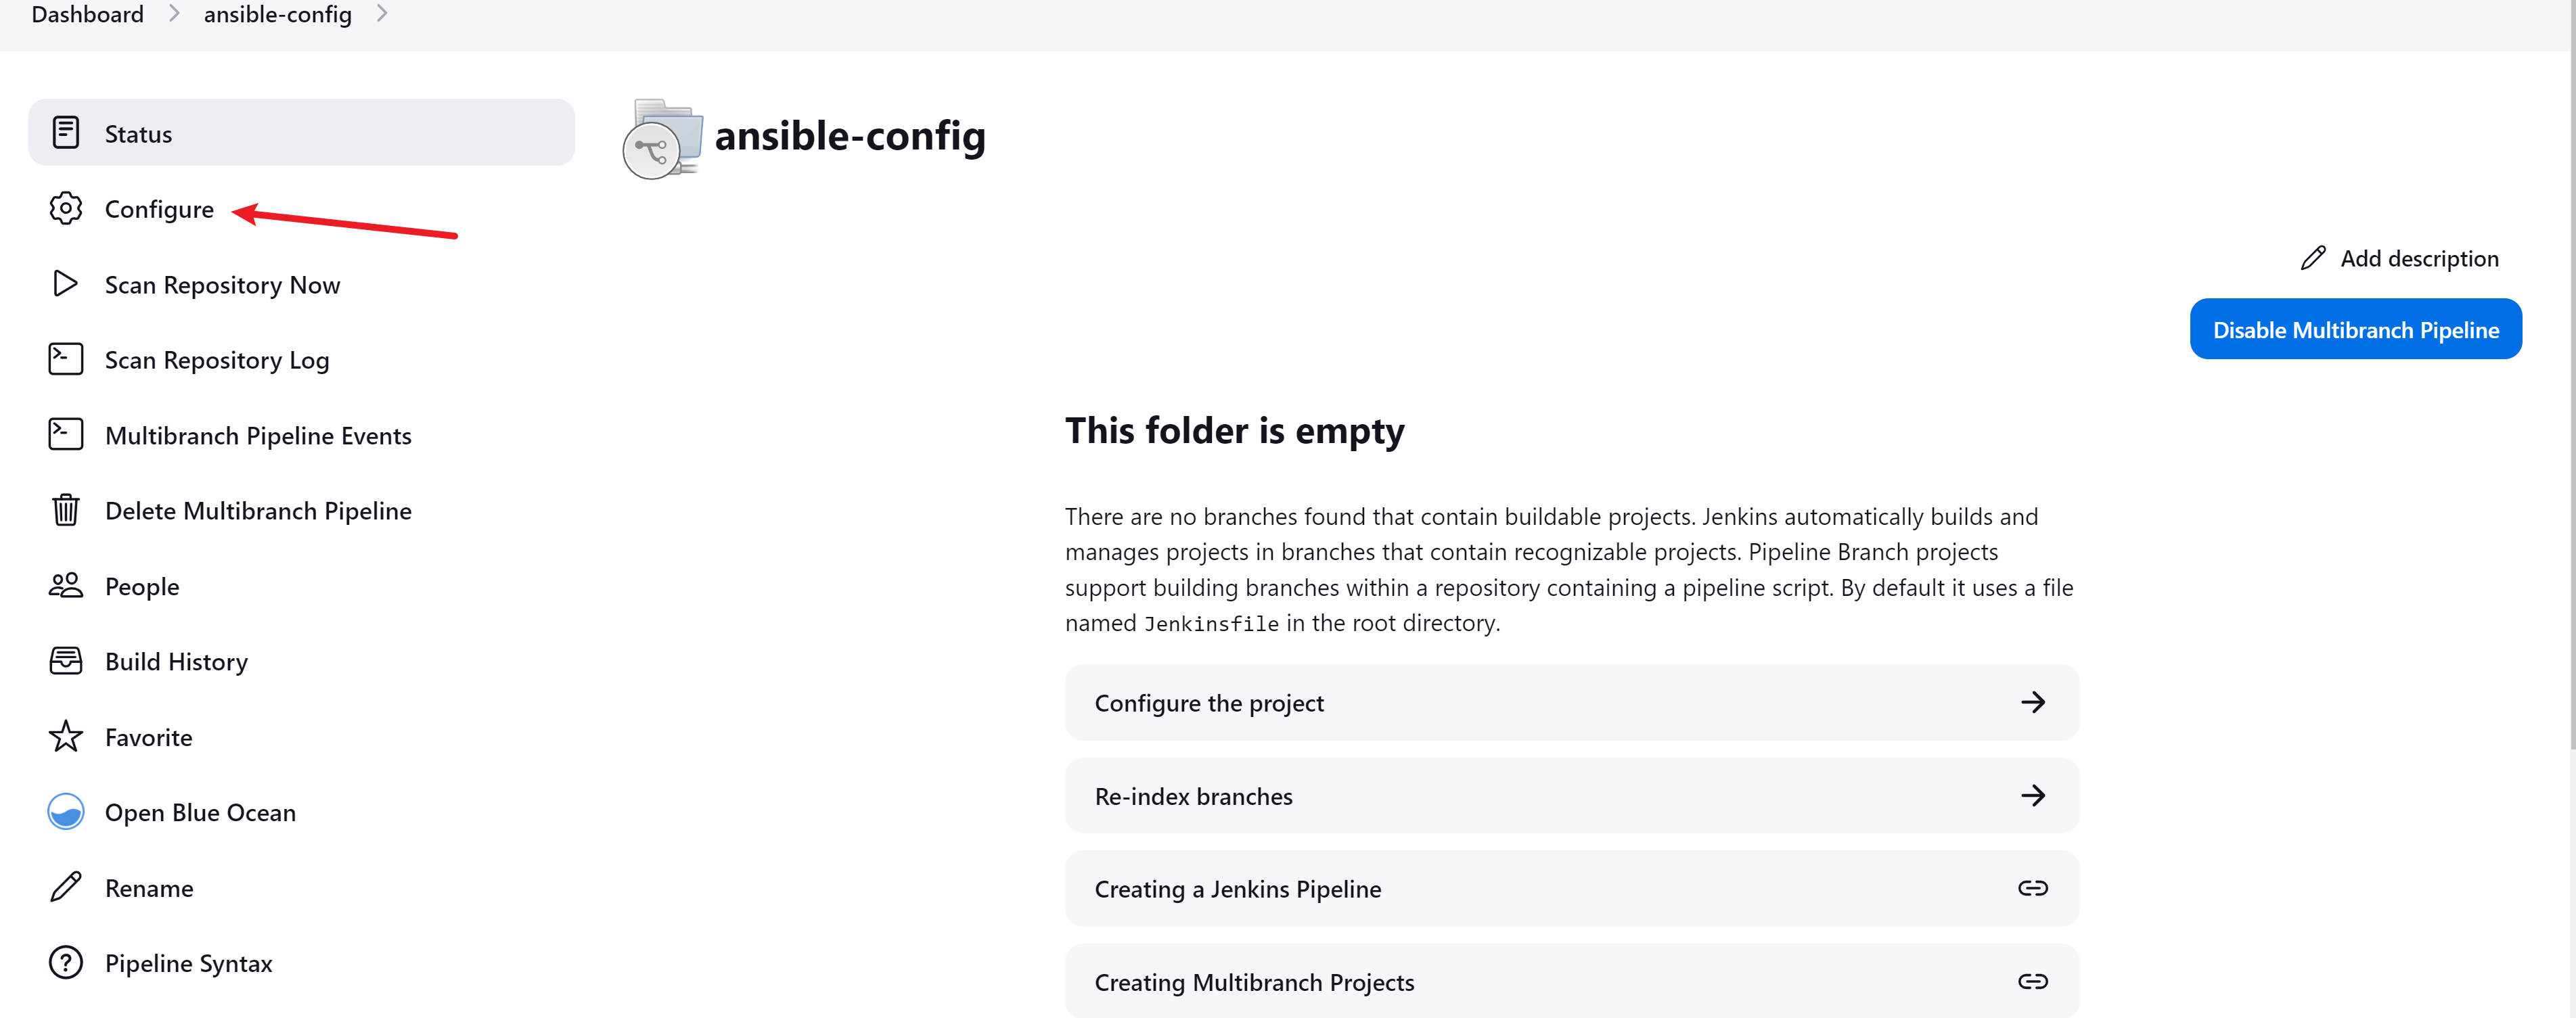 Dashboard
ansible-config
Status
Configure
Scan Repository Now
Scan Repository Log
Multibranch Pipeline Events
Delete Multibranch Pipeline
People
Build History
Favorite
Open Blue Ocean
Rename
Pipeline Syntax
ansible-config
Add description
Disable Multibranch Pipeline
This folder is empty
There are no branches found that contain buildable projects. Jenkins automatically builds and
manages projects in branches that contain recognizable projects. Pipeline Branch projects
support building branches within a repository containing a pipeline script. By default it uses a file
named Jenkinsfile in the root directory.
Configure the project
Re-index branches
Creating a Jenkins Pipeline
Creating Multibranch Projects